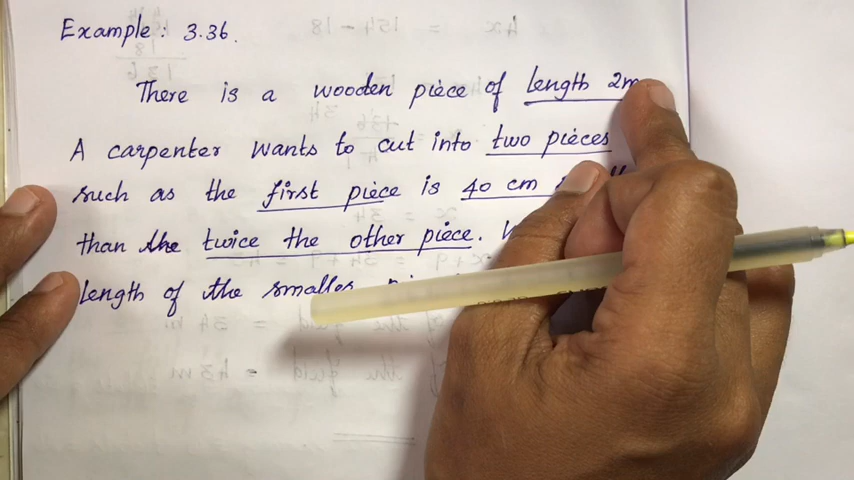 Example: 3.36.
There is a wooden piece of length 2m
A carpenter wants to cut into two pieces
such as the first piece is 40 cm
than the twice the other piece.
length of the smaller